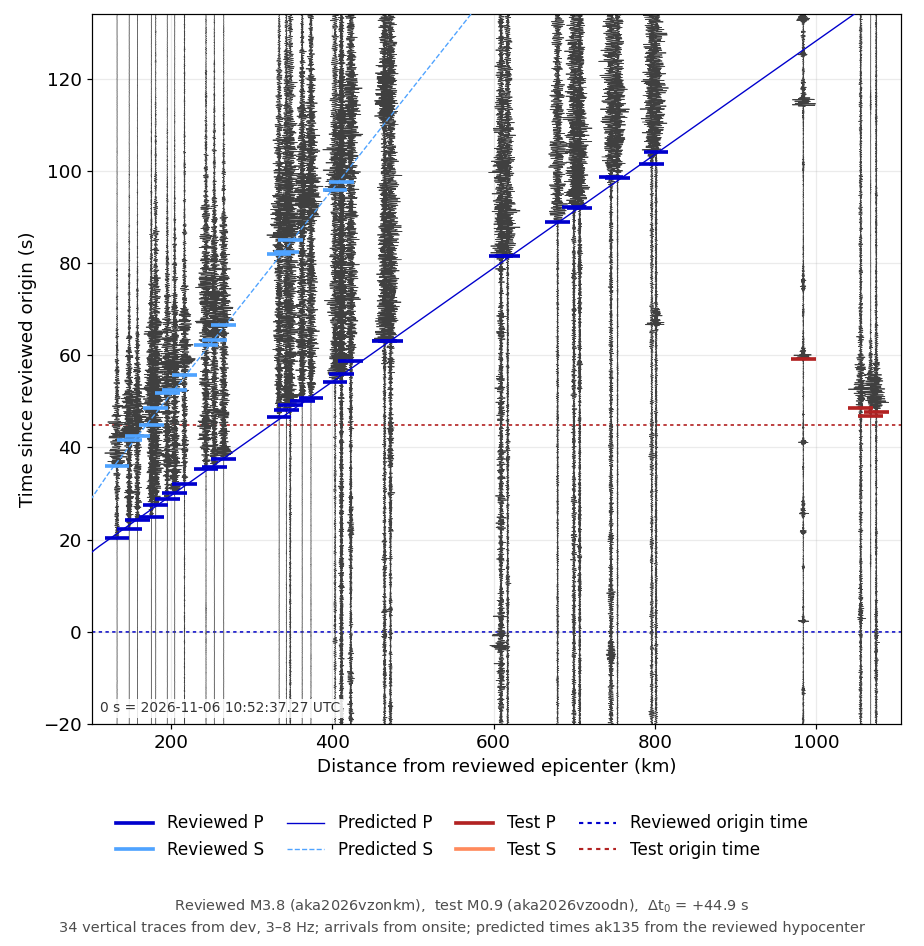 120
100
80
60
40
20
0
−20
Time since reviewed origin (s)
0 s = 2026-11-06 10:52:37.27 UTC
200
400
600
800
1000
Distance from reviewed epicenter (km)
Reviewed P
Predicted P
Test P
Reviewed origin time
Reviewed S
Predicted S
Test S
Test origin time
Reviewed M3.8 (aka2026vzonkm), test M0.9 (aka2026vzoodn), Δt₀ = +44.9 s
34 vertical traces from dev, 3–8 Hz; arrivals from onsite; predicted times ak135 from the reviewed hypocenter